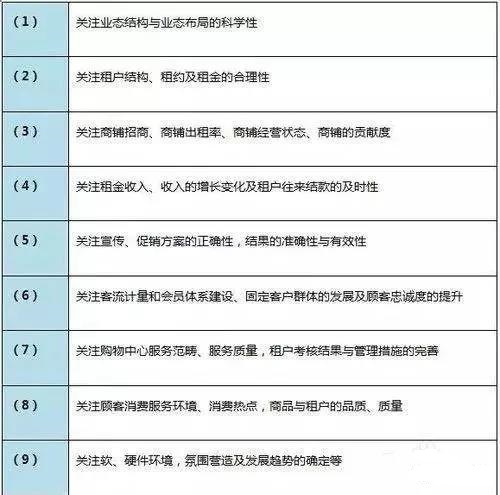 （1） 关注业态结构与业态布局的科学性
（2） 关注租户结构、租约及租金的合理性
（3） 关注商铺招商、商铺出租率、商铺经营状态、商铺的贡献度
（4） 关注租金收入、收入的增长变化及租户往来结款的及时性
（5） 关注宣传、促销方案的正确性，结果的准确性与有效性
（6） 关注客流计量和会员体系建设、固定客户群体的发展及顾客忠诚度的提升
（7） 关注购物中心服务范畴、服务质量，租户考核结果与管理措施的完善
（8） 关注顾客消费服务环境、消费热点，商品与租户的品质、质量
（9） 关注软、硬件环境，氛围营造及发展趋势的确定等